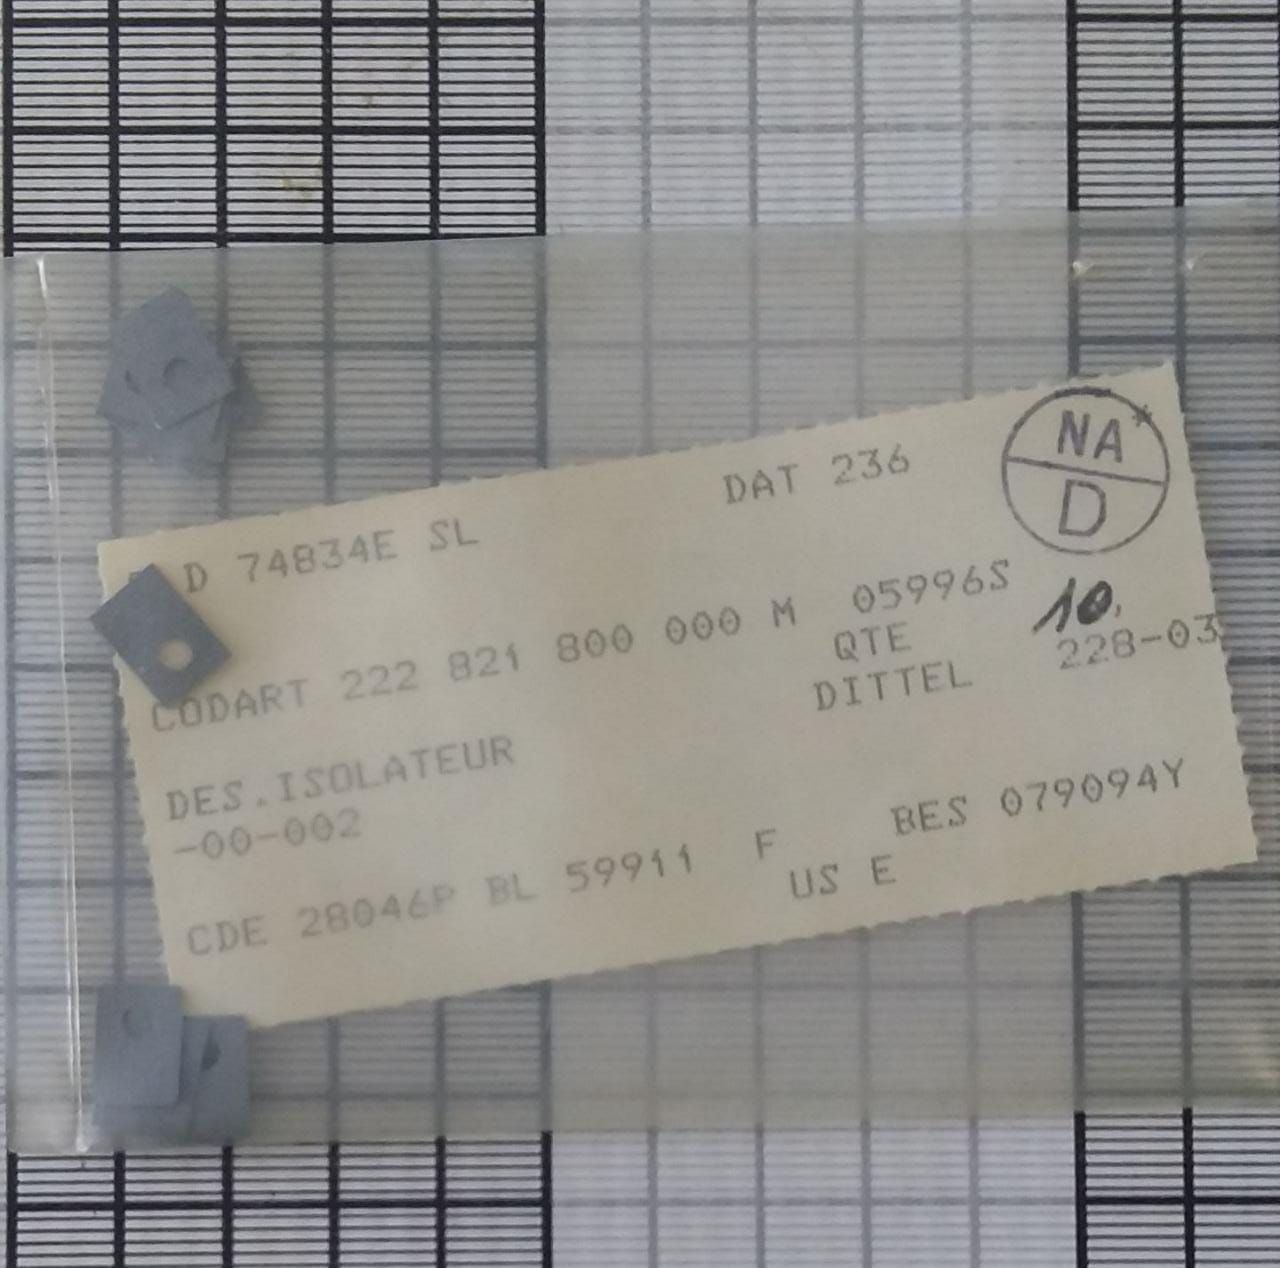 D 74834E SL DAT 236
NA*
D
CODART 222 821 800 000 M 05996S
QTE 10,
DES.ISOLATEUR DITTEL 228-03
-00-002
CDE 28046P BL 59911 F BES 079094Y
US E